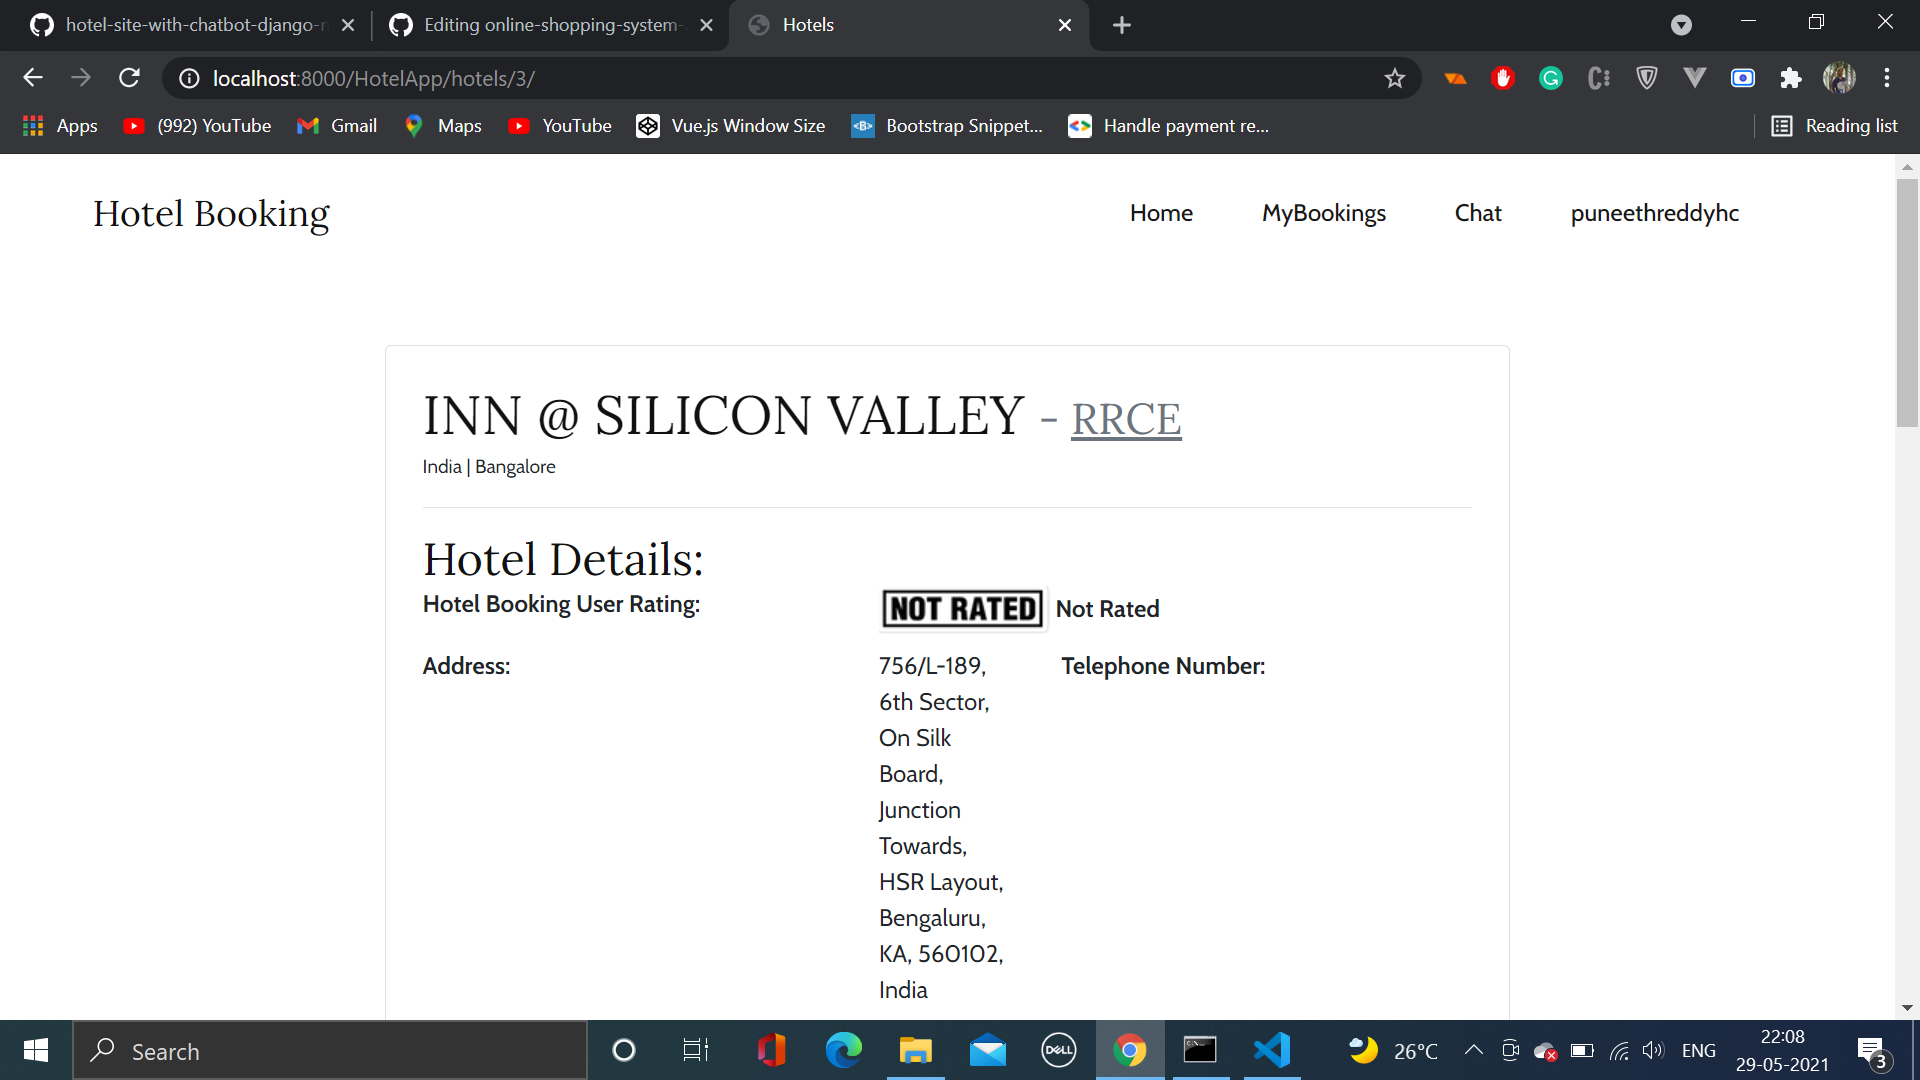 hotel-site-with-chatbot-django-n
Editing online-shopping-system-
Hotels
localhost:8000/HotelApp/hotels/3/
Apps
(992) YouTube
Gmail
Maps
YouTube
Vue.js Window Size
Bootstrap Snippet...
Handle payment re...
Reading list
Hotel Booking
Home
MyBookings
Chat
puneethreddyhc
INN @ SILICON VALLEY - RRCE
India | Bangalore
Hotel Details:
Hotel Booking User Rating:
NOT RATED Not Rated
Address:
756/L-189,
6th Sector,
On Silk
Board,
Junction
Towards,
HSR Layout,
Bengaluru,
KA, 560102,
India
Telephone Number:
Search
DELL
26°C
ENG
22:08
29-05-2021
3